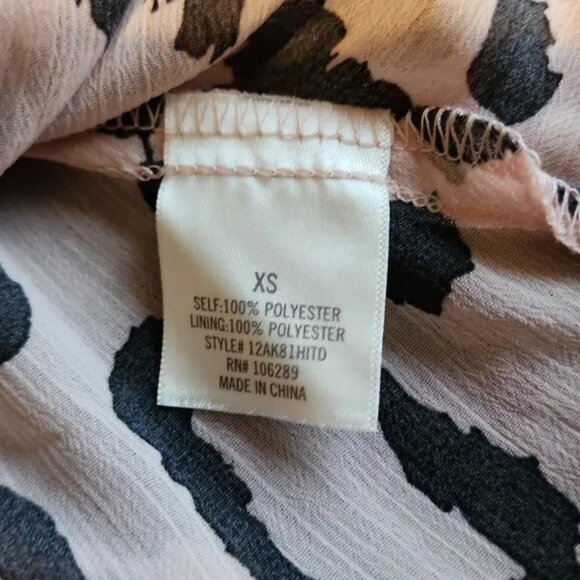 XS
SELF:100% POLYESTER
LINING:100% POLYESTER
STYLE# 12AK81HITD
RN# 106289
MADE IN CHINA